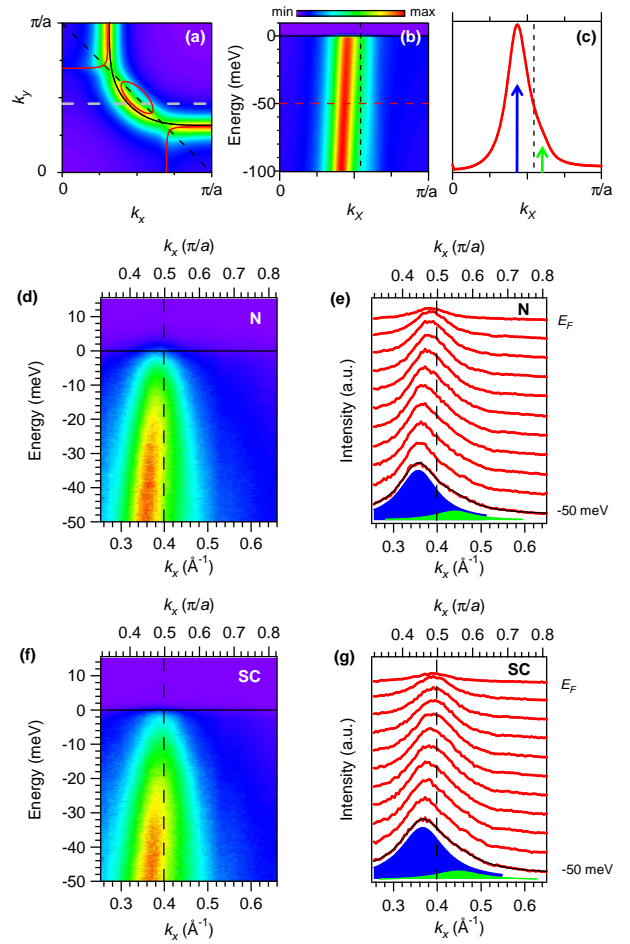 min max
π/a
(a)
k_y
0
0
π/a
k_x
Energy (meV)
0
-50
-100
(b)
0
π/a
k_X
(c)
0
π/a
k_X
k_x (π/a)
0.4 0.5 0.6 0.7 0.8
(d)
N
Energy (meV)
10
0
-10
-20
-30
-40
-50
0.3 0.4 0.5 0.6
k_x (Å⁻¹)
k_x (π/a)
0.4 0.5 0.6 0.7 0.8
(e)
N
E_F
Intensity (a.u.)
-50 meV
0.3 0.4 0.5 0.6
k_x (Å⁻¹)
k_x (π/a)
0.4 0.5 0.6 0.7 0.8
(f)
SC
Energy (meV)
10
0
-10
-20
-30
-40
-50
0.3 0.4 0.5 0.6
k_x (Å⁻¹)
k_x (π/a)
0.4 0.5 0.6 0.7 0.8
(g)
SC
E_F
Intensity (a.u.)
-50 meV
0.3 0.4 0.5 0.6
k_x (Å⁻¹)